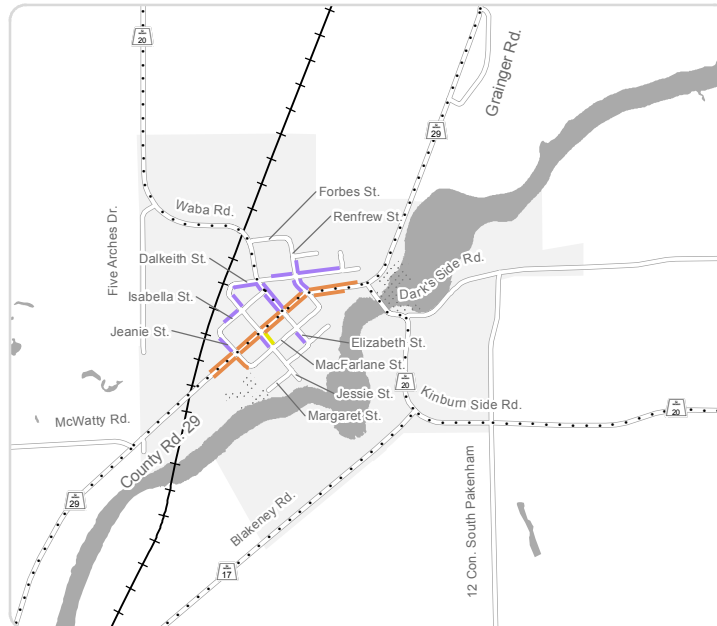 20
29
Grainger Rd.
Forbes St.
Waba Rd.
Renfrew St.
Five Arches Dr.
Dalkeith St.
Dark's Side Rd.
Isabella St.
Jeanie St.
Elizabeth St.
MacFarlane St.
20
Jessie St.
Kinburn Side Rd.
20
McWatty Rd.
Margaret St.
County Rd. 29
29
Blakeney Rd.
12 Con. South Pakenham
17